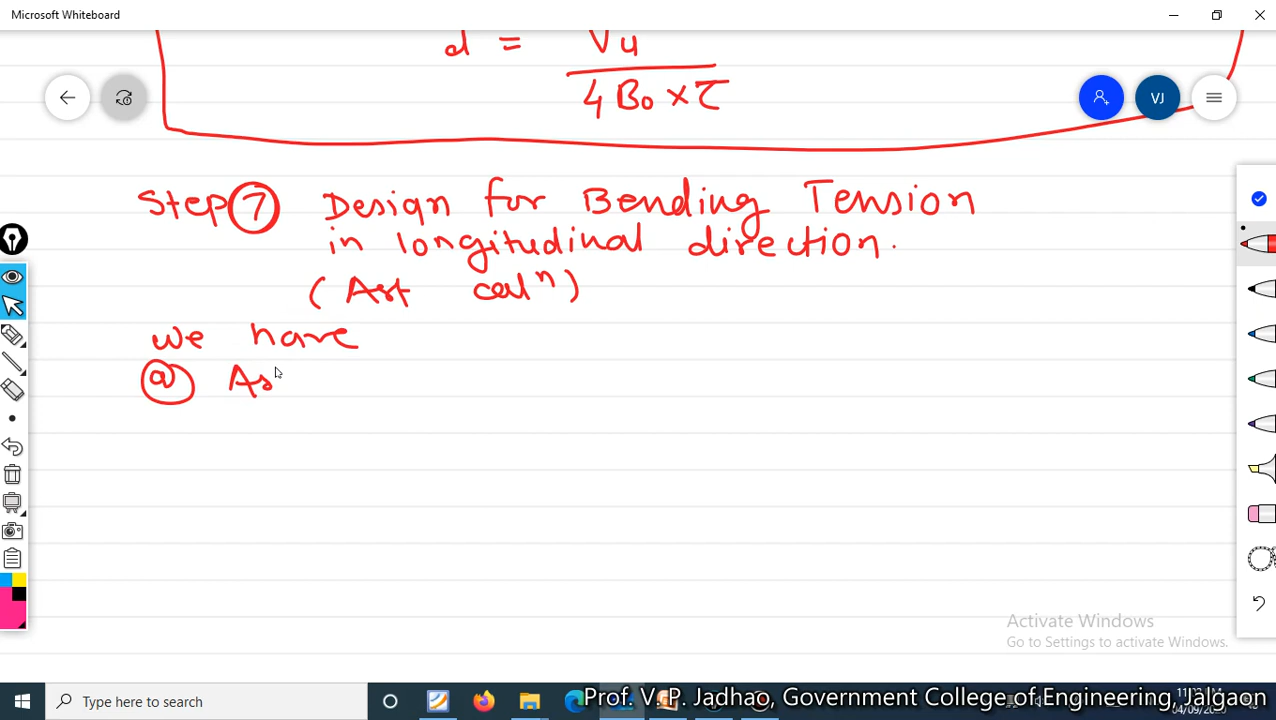 Microsoft Whiteboard
d = Vu
4 Bo × τ
VJ
Step 7 Design for Bending Tension
in longitudinal direction.
( Ast caln )
we have
a As
Activate Windows
Go to Settings to activate Windows.
Type here to search
Prof. V. P. Jadhao, Government College of Engineering, Jalgaon